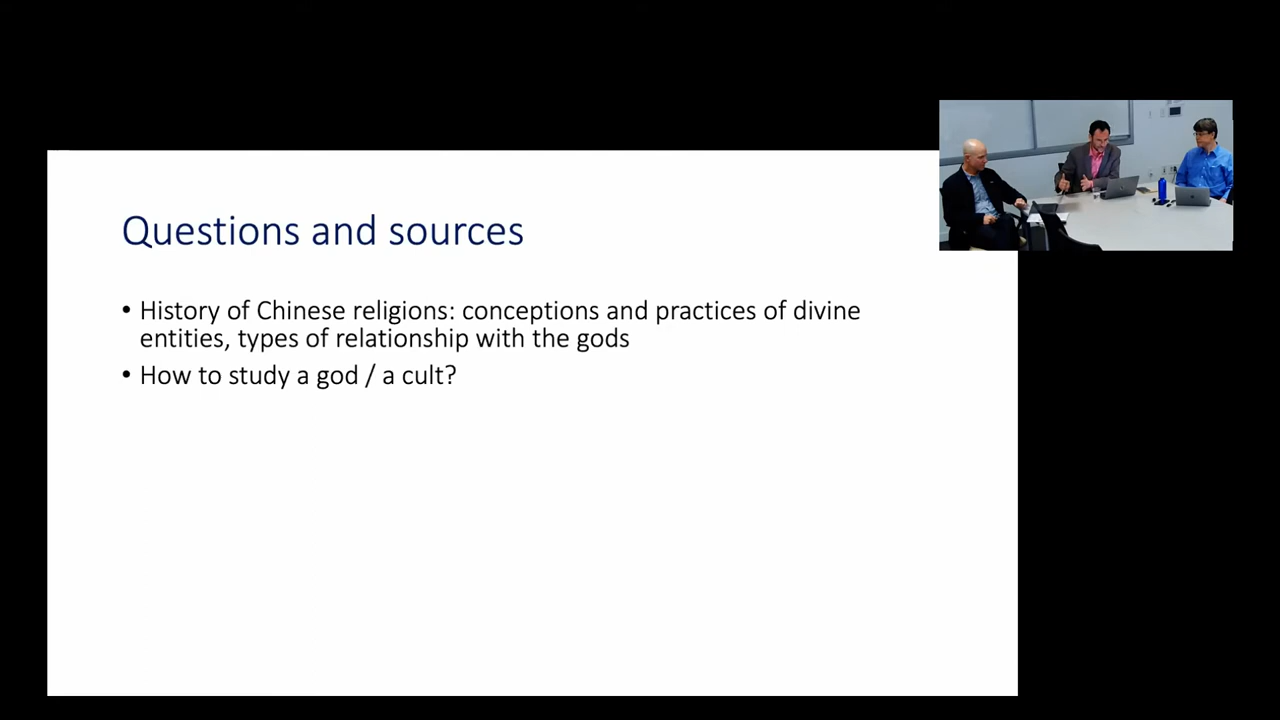 Questions and sources
• History of Chinese religions: conceptions and practices of divine
entities, types of relationship with the gods
• How to study a god / a cult?